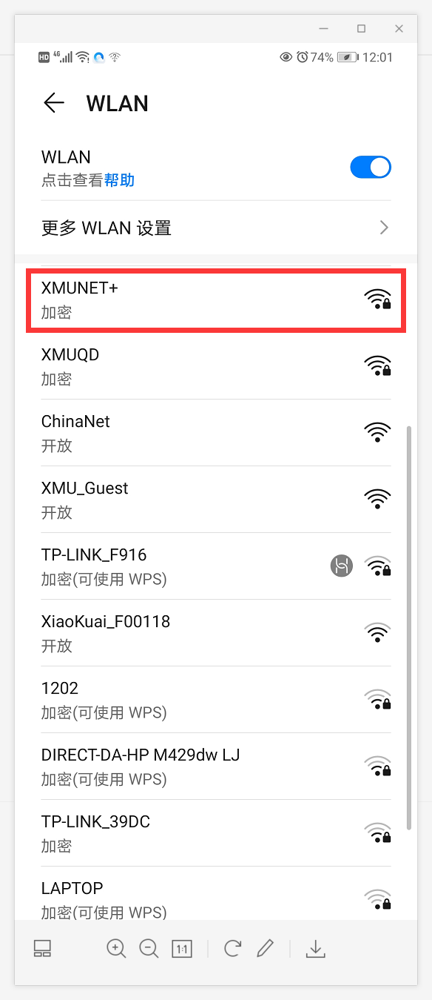 HD 4G 74% 12:01
WLAN
WLAN
点击查看帮助
更多 WLAN 设置
XMUNET+
加密
XMUQD
加密
ChinaNet
开放
XMU_Guest
开放
TP-LINK_F916
加密(可使用 WPS)
XiaoKuai_F00118
开放
1202
加密(可使用 WPS)
DIRECT-DA-HP M429dw LJ
加密(可使用 WPS)
TP-LINK_39DC
加密
LAPTOP
加密(可使用 WPS)
1:1